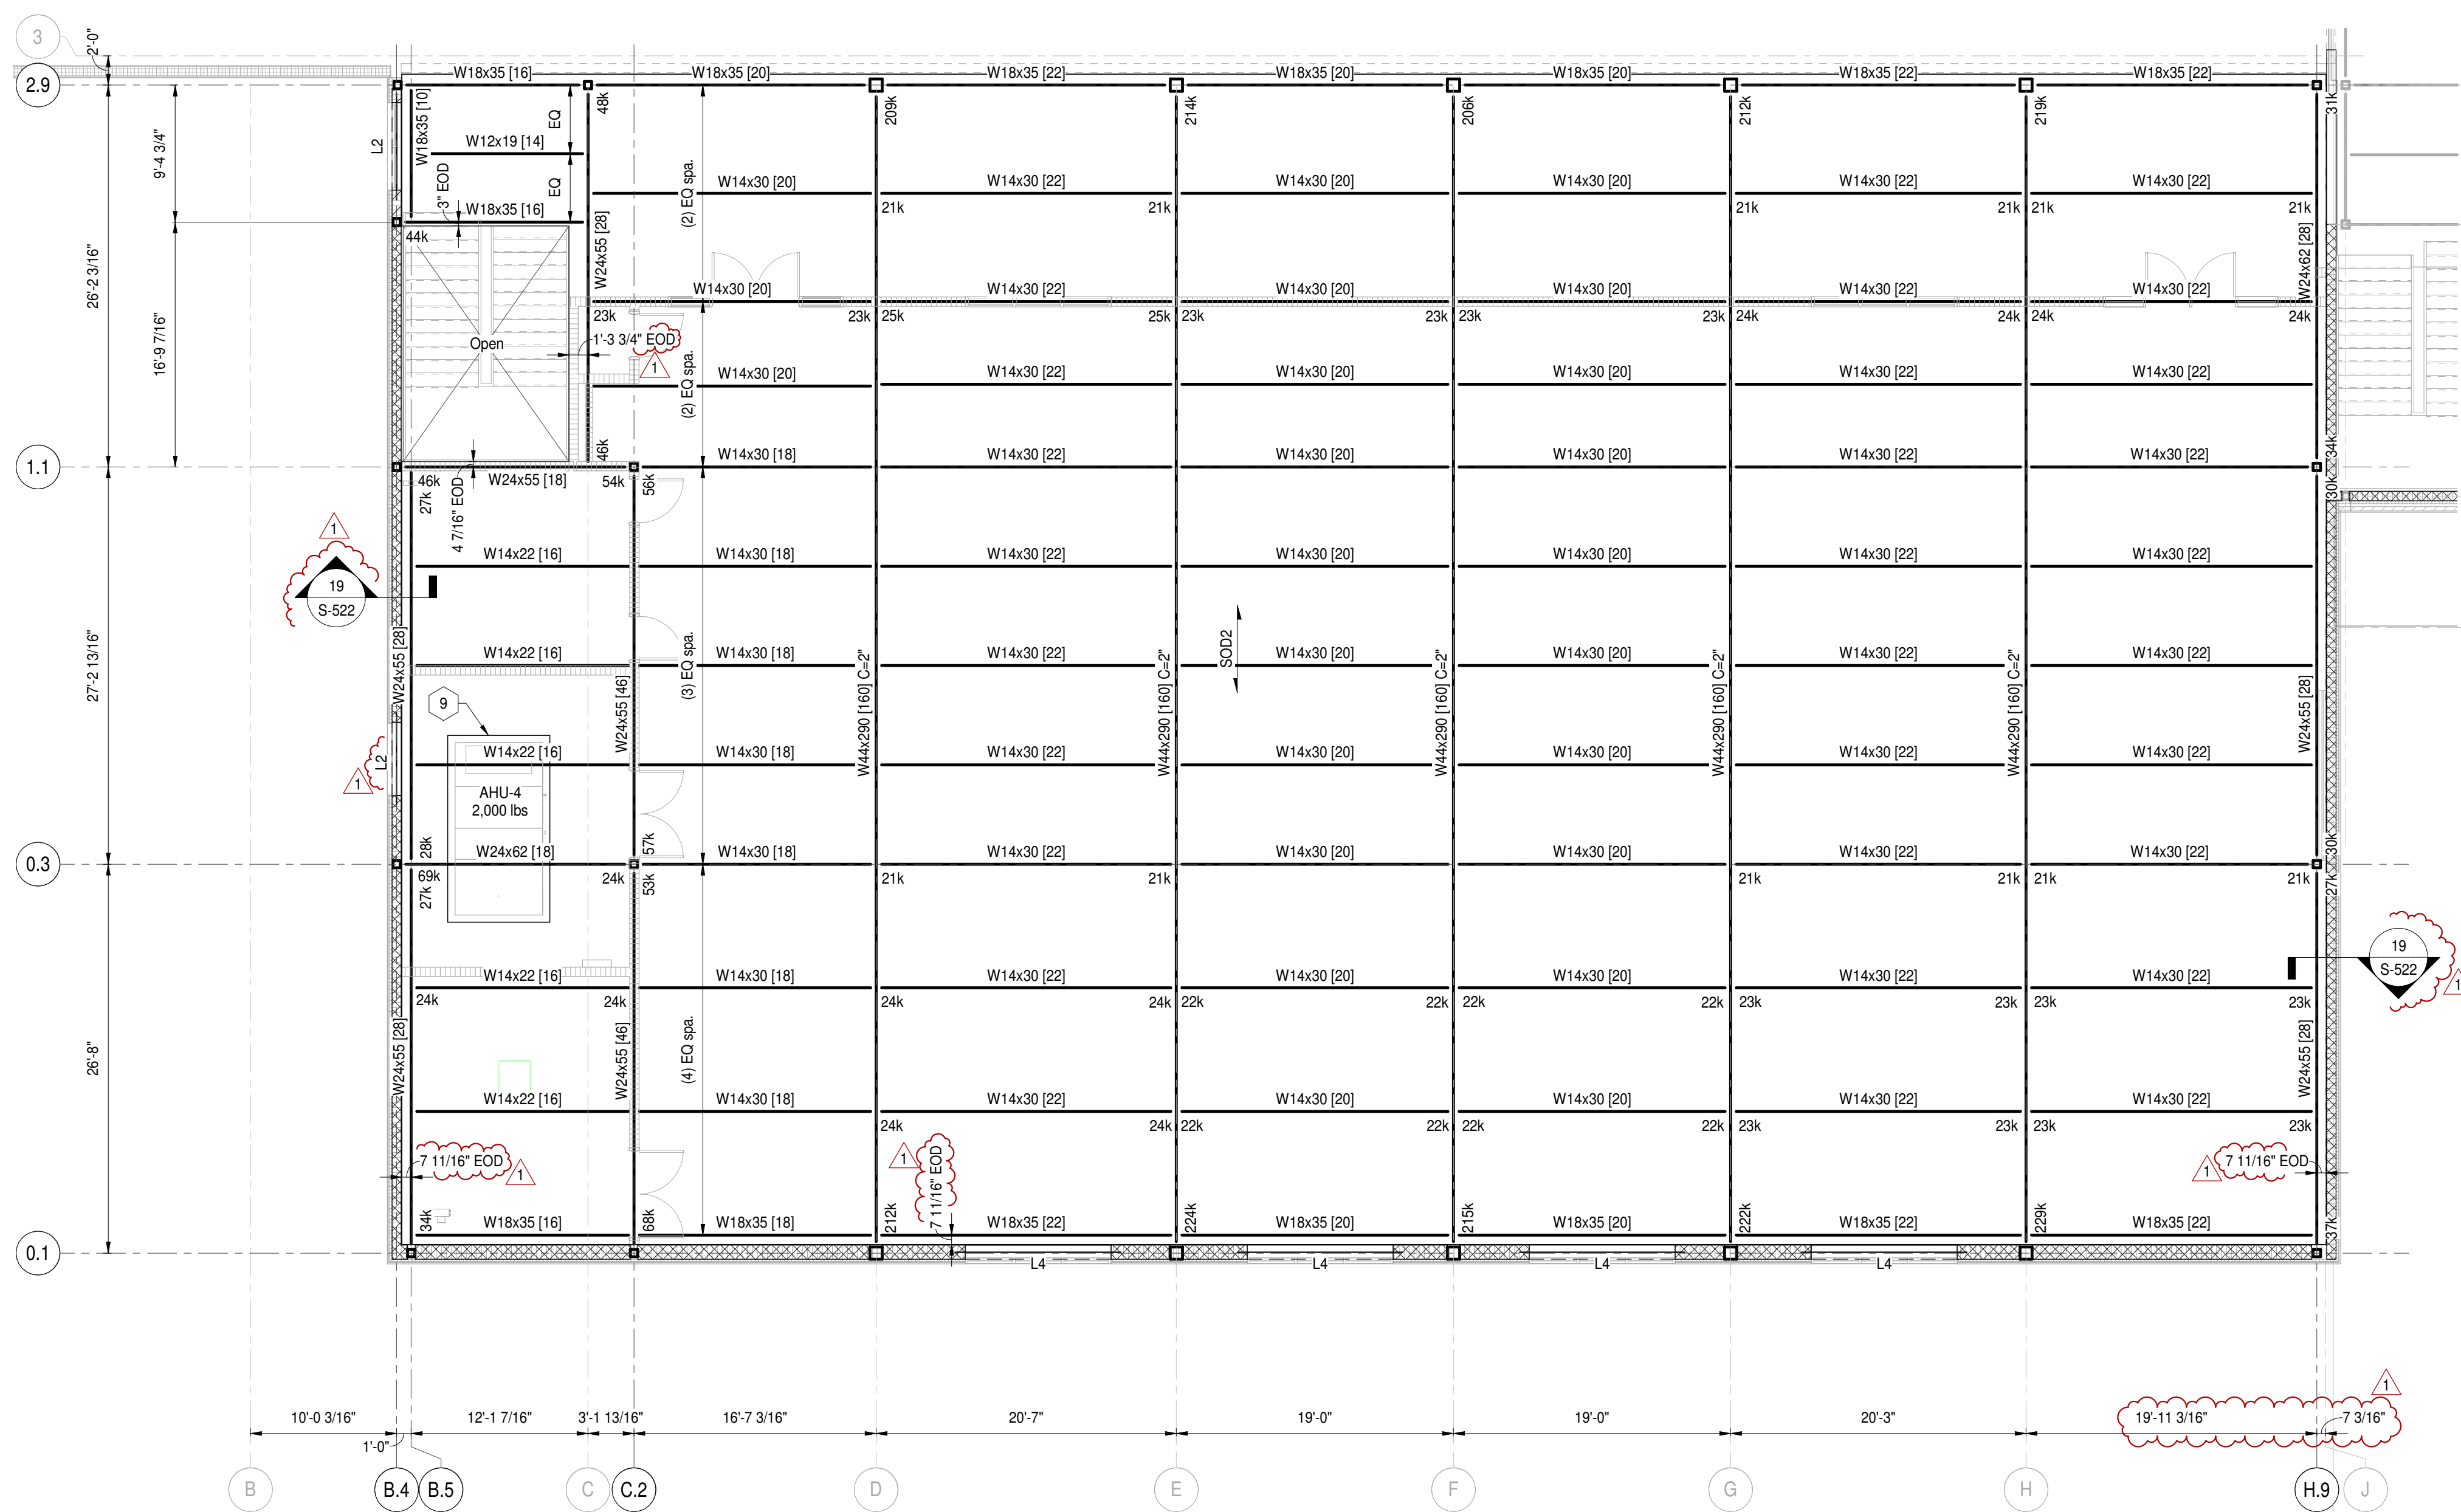 3
2'-0"
2.9
W18x35 [16]
W18x35 [20]
W18x35 [22]
W18x35 [20]
W18x35 [20]
W18x35 [22]
W18x35 [22]
L2
W18x35 [10]
EQ
48k
209k
214k
206k
212k
219k
31k
9'-4 3/4"
W12x19 [14]
EQ
3" EOD
(2) EQ spa.
W14x30 [20]
W14x30 [22]
W14x30 [20]
W14x30 [20]
W14x30 [22]
W14x30 [22]
W18x35 [16]
21k
21k
21k
21k
21k
21k
44k
W24x55 [28]
W24x62 [28]
26'-2 3/16"
16'-9 7/16"
W14x30 [20]
W14x30 [22]
W14x30 [20]
W14x30 [20]
W14x30 [22]
W14x30 [22]
23k
23k
25k
25k
23k
23k
23k
23k
24k
24k
24k
24k
Open
1'-3 3/4" EOD
1
(2) EQ spa.
W14x30 [20]
W14x30 [22]
W14x30 [20]
W14x30 [20]
W14x30 [22]
W14x30 [22]
46k
34k
1.1
W14x30 [18]
W14x30 [22]
W14x30 [20]
W14x30 [20]
W14x30 [22]
W14x30 [22]
46k
W24x55 [18]
54k
56k
27k
4 7/16" EOD
30k
1
19
S-522
W14x22 [16]
W14x30 [18]
W14x30 [22]
W14x30 [20]
W14x30 [20]
W14x30 [22]
W14x30 [22]
27'-2 13/16"
W24x55 [28]
(3) EQ spa.
SOD2
W14x22 [16]
W14x30 [18]
W14x30 [22]
W14x30 [20]
W14x30 [20]
W14x30 [22]
W14x30 [22]
9
W24x55 [46]
W44x290 [160] C=2"
W44x290 [160] C=2"
W44x290 [160] C=2"
W44x290 [160] C=2"
W44x290 [160] C=2"
W24x55 [28]
L2
1
W14x22 [16]
W14x30 [18]
W14x30 [22]
W14x30 [20]
W14x30 [20]
W14x30 [22]
W14x30 [22]
AHU-4
2,000 lbs
28k
57k
30k
0.3
W24x62 [18]
W14x30 [18]
W14x30 [22]
W14x30 [20]
W14x30 [20]
W14x30 [22]
W14x30 [22]
69k
24k
53k
21k
21k
21k
21k
21k
21k
27k
27k
19
S-522
1
W14x22 [16]
W14x30 [18]
W14x30 [22]
W14x30 [20]
W14x30 [20]
W14x30 [22]
W14x30 [22]
24k
24k
24k
24k
22k
22k
22k
22k
23k
23k
23k
23k
26'-8"
W24x55 [28]
W24x55 [46]
(4) EQ spa.
W24x55 [28]
W14x22 [16]
W14x30 [18]
W14x30 [22]
W14x30 [20]
W14x30 [20]
W14x30 [22]
W14x30 [22]
24k
24k
22k
22k
22k
22k
23k
23k
23k
23k
7 11/16" EOD
1
1
7 11/16" EOD
1
7 11/16" EOD
34k
W18x35 [16]
68k
W18x35 [18]
212k
W18x35 [22]
224k
W18x35 [20]
215k
W18x35 [20]
222k
W18x35 [22]
229k
W18x35 [22]
37k
0.1
L4
L4
L4
L4
1
10'-0 3/16"
1'-0"
12'-1 7/16"
3'-1 13/16"
16'-7 3/16"
20'-7"
19'-0"
19'-0"
20'-3"
19'-11 3/16"
7 3/16"
B
B.4
B.5
C
C.2
D
E
F
G
H
H.9
J